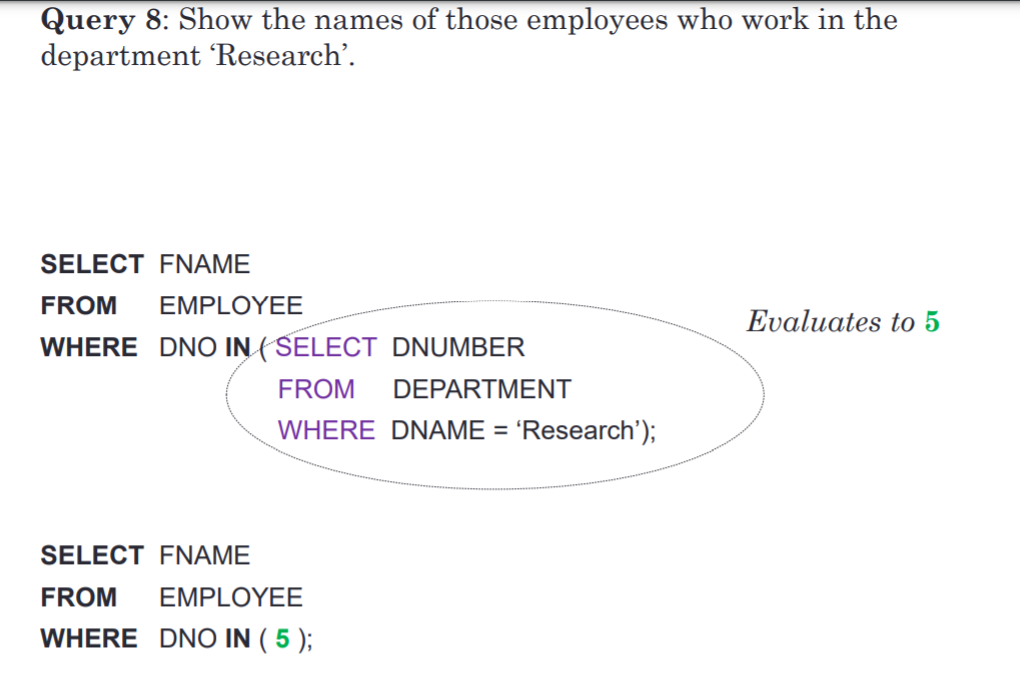 Query 8: Show the names of those employees who work in the
department ‘Research’.
SELECT FNAME
FROM EMPLOYEE
WHERE DNO IN ( SELECT DNUMBER
FROM DEPARTMENT
WHERE DNAME = ‘Research’);
Evaluates to 5
SELECT FNAME
FROM EMPLOYEE
WHERE DNO IN ( 5 );